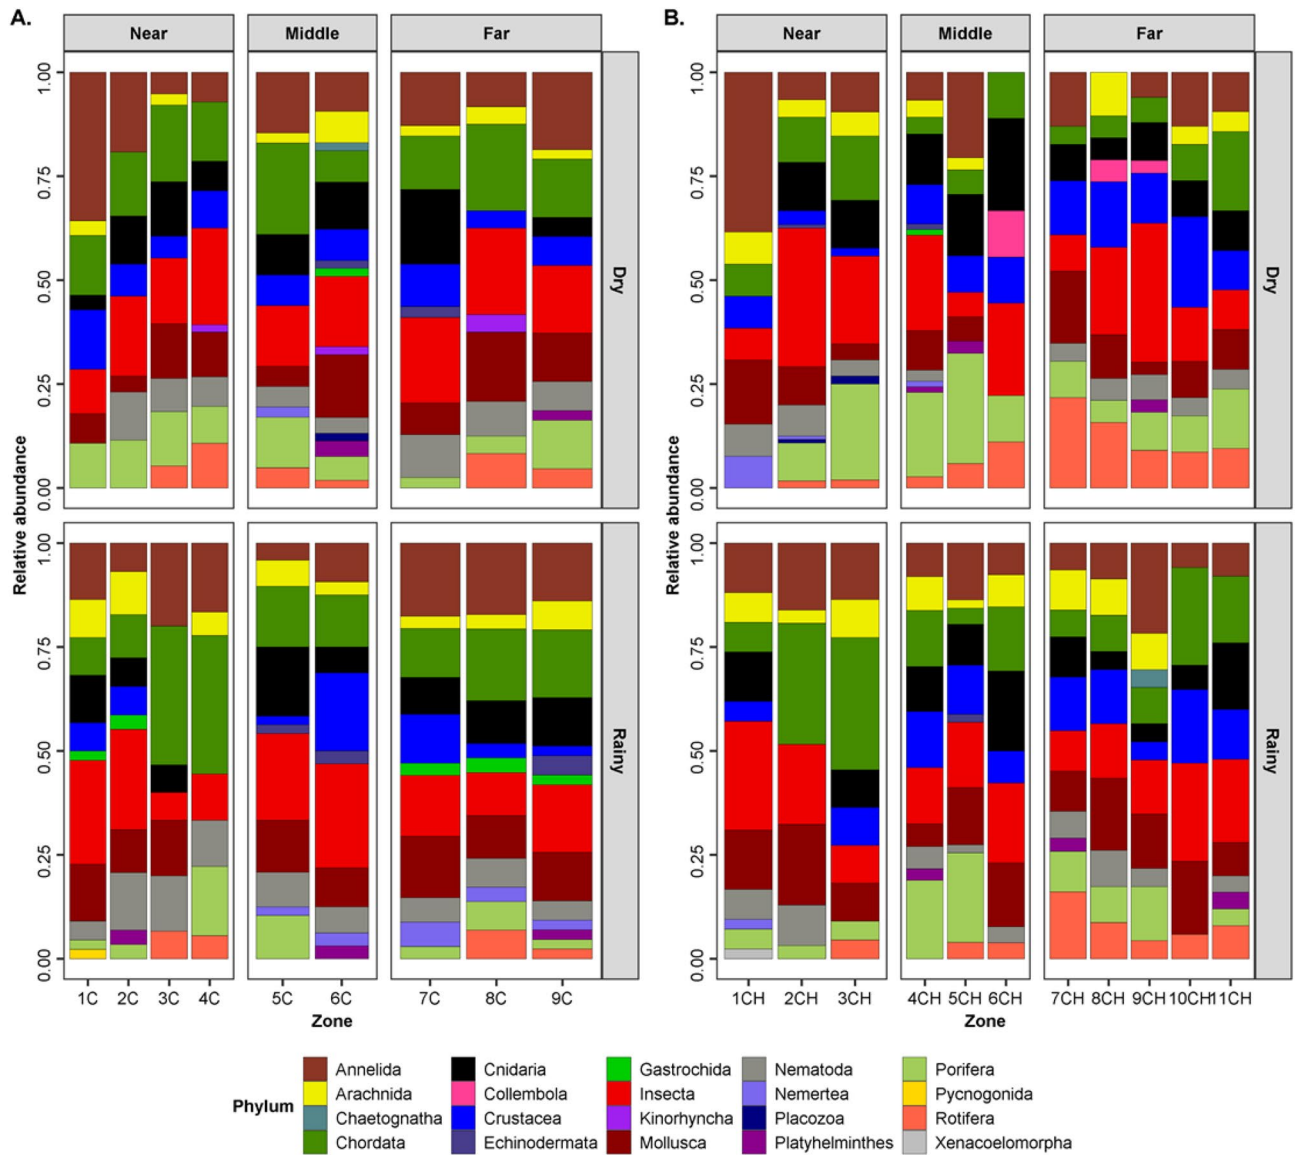 A.
Near Middle Far
1.00
0.75
0.50
0.25
0.00
Dry
1.00
0.75
0.50
0.25
0.00
Rainy
Relative abundance
1C 2C 3C 4C 5C 6C 7C 8C 9C
Zone
B.
Near Middle Far
1.00
0.75
0.50
0.25
0.00
Dry
1.00
0.75
0.50
0.25
0.00
Rainy
Relative abundance
1CH 2CH 3CH 4CH 5CH 6CH 7CH 8CH 9CH 10CH 11CH
Zone
Phylum
Annelida
Arachnida
Chaetognatha
Chordata
Cnidaria
Collembola
Crustacea
Echinodermata
Gastrochida
Insecta
Kinorhyncha
Mollusca
Nematoda
Nemertea
Placozoa
Platyhelminthes
Porifera
Pycnogonida
Rotifera
Xenacoelomorpha